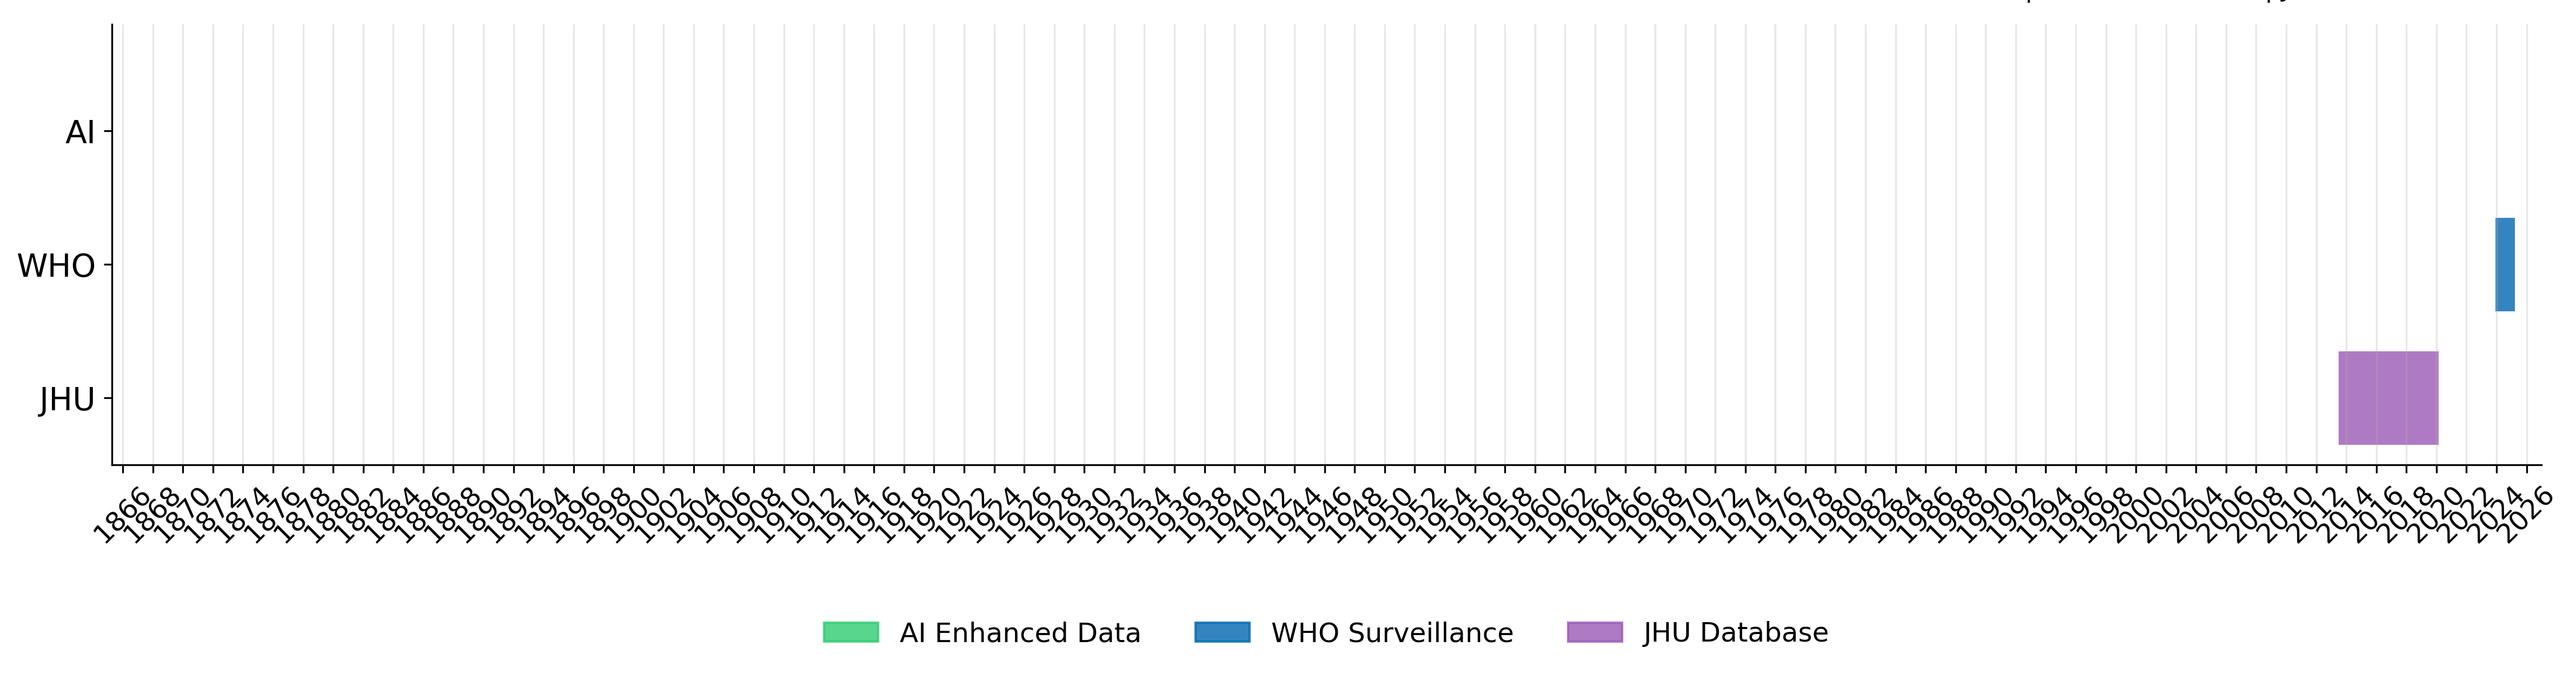 AI
WHO
JHU
1866 1868 1870 1872 1874 1876 1878 1880 1882 1884 1886 1888 1890 1892 1894 1896 1898 1900 1902 1904 1906 1908 1910 1912 1914 1916 1918 1920 1922 1924 1926 1928 1930 1932 1934 1936 1938 1940 1942 1944 1946 1948 1950 1952 1954 1956 1958 1960 1962 1964 1966 1968 1970 1972 1974 1976 1978 1980 1982 1984 1986 1988 1990 1992 1994 1996 1998 2000 2002 2004 2006 2008 2010 2012 2014 2016 2018 2020 2022 2024 2026
AI Enhanced Data WHO Surveillance JHU Database